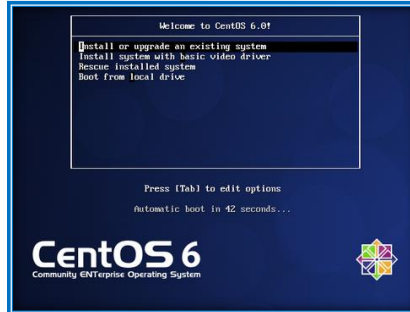 Welcome to CentOS 6.0!
Install or upgrade an existing system
Install system with basic video driver
Rescue installed system
Boot from local drive
Press [Tab] to edit options
Automatic boot in 42 seconds...
CentOS 6
Community ENTerprise Operating System